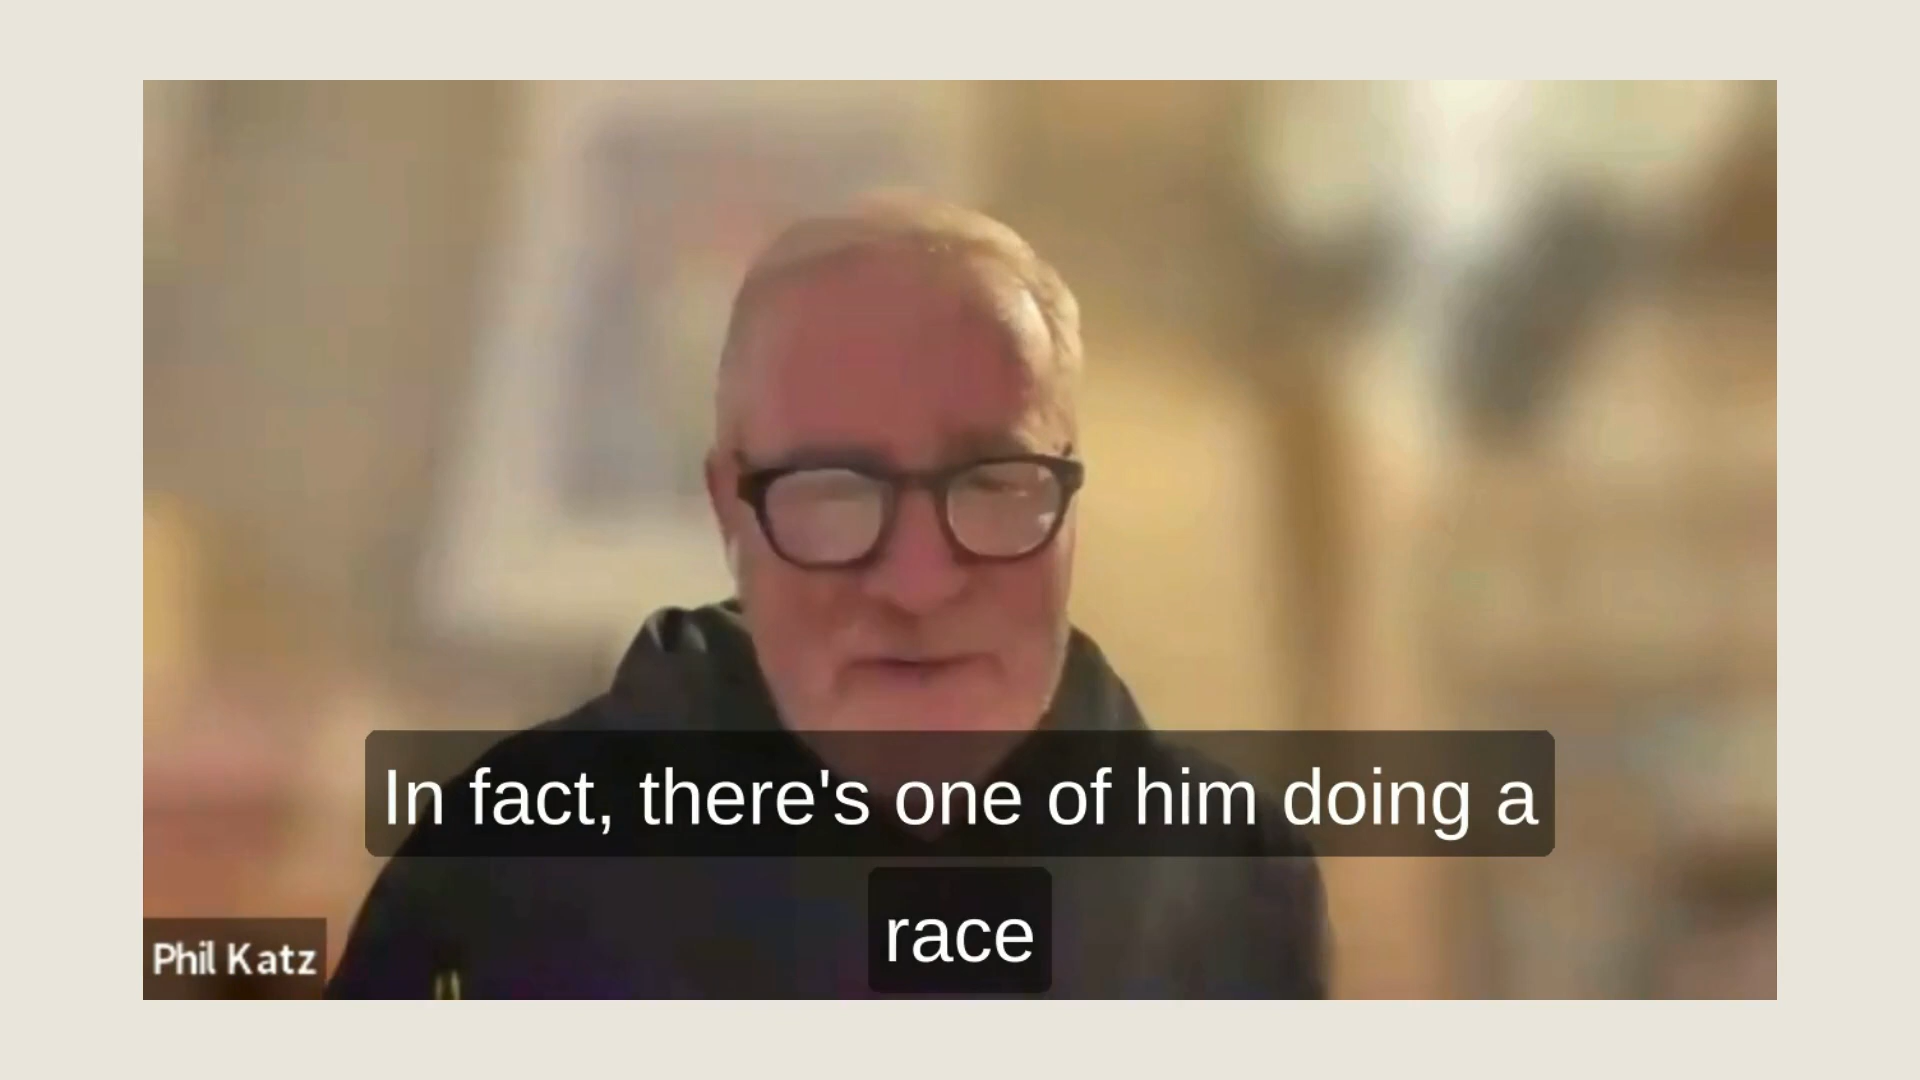 In fact, there's one of him doing a
race
Phil Katz